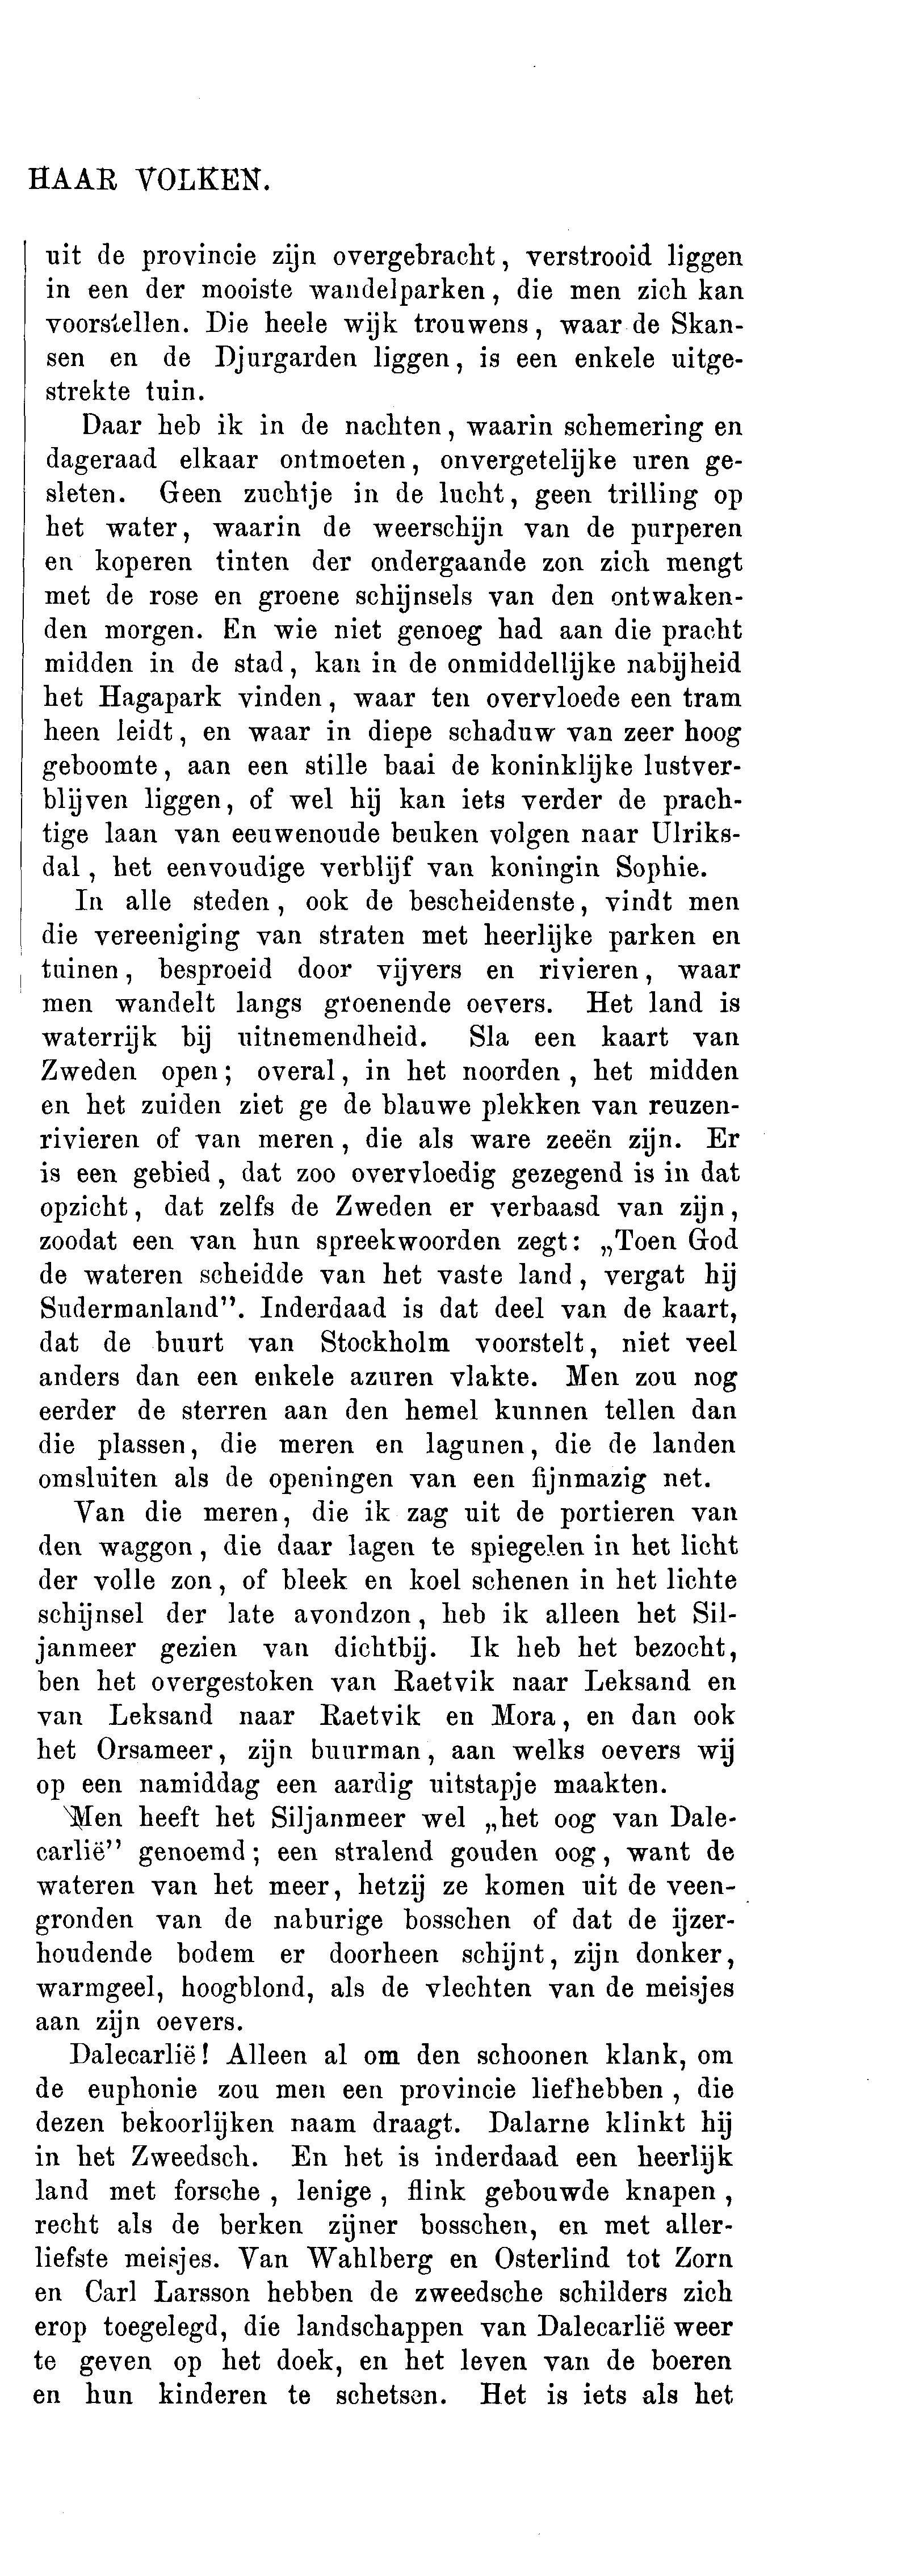 HAAR VOLKEN.
uit de provincie zijn overgebracht, verstrooid liggen
in een der mooiste wandelparken, die men zich kan
voorstellen. Die heele wijk trouwens, waar de Skan-
sen en de Djurgarden liggen, is een enkele uitge-
strekte tuin.
Daar heb ik in de nachten, waarin schemering en
dageraad elkaar ontmoeten, onvergetelijke uren ge-
sleten. Geen zuchtje in de lucht, geen trilling op
het water, waarin de weerschijn van de purperen
en koperen tinten der ondergaande zon zich mengt
met de rose en groene schijnsels van den ontwaken-
den morgen. En wie niet genoeg had aan die pracht
midden in de stad, kan in de onmiddellijke nabijheid
het Hagapark vinden, waar ten overvloede een tram
heen leidt, en waar in diepe schaduw van zeer hoog
geboomte, aan een stille baai de koninklijke lustver-
blijven liggen, of wel hij kan iets verder de prach-
tige laan van eeuwenoude beuken volgen naar Ulriks-
dal, het eenvoudige verblijf van koningin Sophie.
In alle steden, ook de bescheidenste, vindt men
die vereeniging van straten met heerlijke parken en
tuinen, besproeid door vijvers en rivieren, waar
men wandelt langs groenende oevers. Het land is
waterrijk bij uitnemendheid. Sla een kaart van
Zweden open; overal, in het noorden, het midden
en het zuiden ziet ge de blauwe plekken van reuzen-
rivieren of van meren, die als ware zeeën zijn. Er
is een gebied, dat zoo overvloedig gezegend is in dat
opzicht, dat zelfs de Zweden er verbaasd van zijn,
zoodat een van hun spreekwoorden zegt: „Toen God
de wateren scheidde van het vaste land, vergat hij
Sudermanland”. Inderdaad is dat deel van de kaart,
dat de buurt van Stockholm voorstelt, niet veel
anders dan een enkele azuren vlakte. Men zou nog
eerder de sterren aan den hemel kunnen tellen dan
die plassen, die meren en lagunen, die de landen
omsluiten als de openingen van een fijnmazig net.
Van die meren, die ik zag uit de portieren van
den waggon, die daar lagen te spiegelen in het licht
der volle zon, of bleek en koel schenen in het lichte
schijnsel der late avondzon, heb ik alleen het Sil-
janmeer gezien van dichtbij. Ik heb het bezocht,
ben het overgestoken van Raetvik naar Leksand en
van Leksand naar Raetvik en Mora, en dan ook
het Orsameer, zijn buurman, aan welks oevers wij
op een namiddag een aardig uitstapje maakten.
Men heeft het Siljanmeer wel „het oog van Dale-
carlië” genoemd; een stralend gouden oog, want de
wateren van het meer, hetzij ze komen uit de veen-
gronden van de naburige bosschen of dat de ijzer-
houdende bodem er doorheen schijnt, zijn donker,
warmgeel, hoogblond, als de vlechten van de meisjes
aan zijn oevers.
Dalecarlië! Alleen al om den schoonen klank, om
de euphonie zou men een provincie liefhebben, die
dezen bekoorlijken naam draagt. Dalarne klinkt hij
in het Zweedsch. En het is inderdaad een heerlijk
land met forsche, lenige, flink gebouwde knapen,
recht als de berken zijner bosschen, en met aller-
liefste meisjes. Van Wahlberg en Osterlind tot Zorn
en Carl Larsson hebben de zweedsche schilders zich
erop toegelegd, die landschappen van Dalecarlië weer
te geven op het doek, en het leven van de boeren
en hun kinderen te schetsen. Het is iets als het